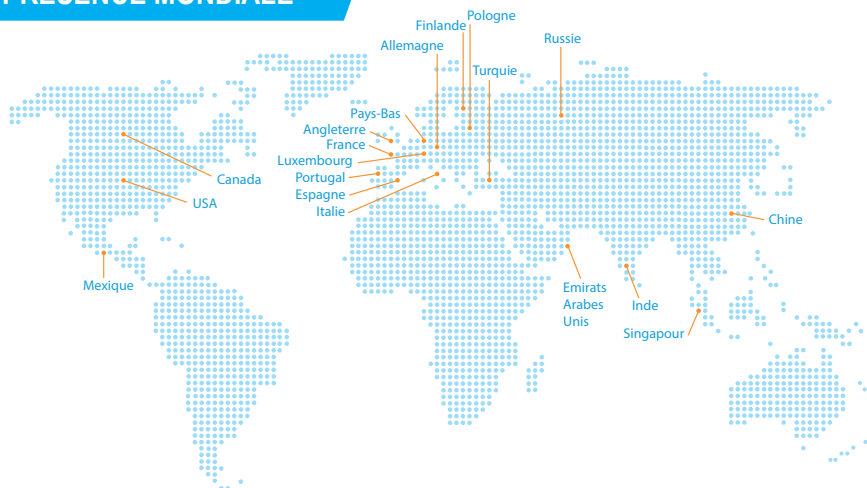 PRÉSENCE MONDIALE
Pologne
Finlande
Allemagne
Russie
Turquie
Pays-Bas
Angleterre
France
Luxembourg
Portugal
Espagne
Italie
Canada
USA
Mexique
Chine
Emirats
Arabes
Unis
Inde
Singapour